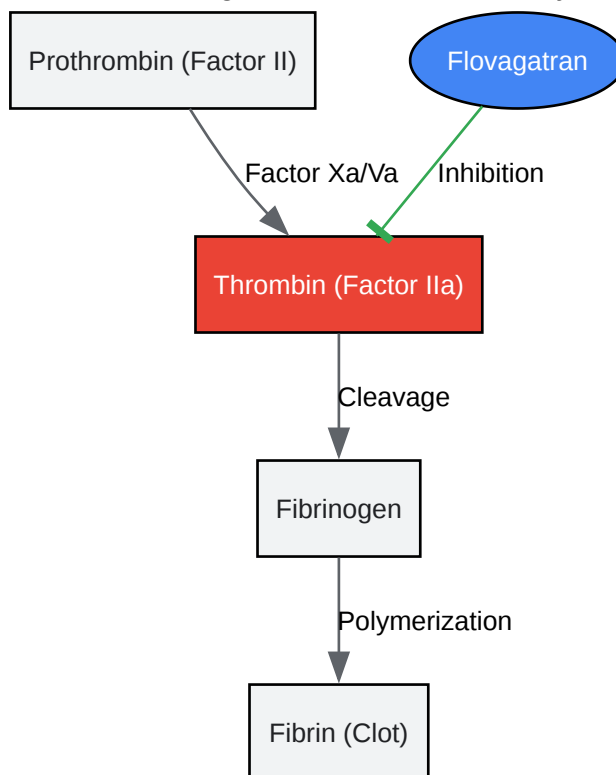 Prothrombin (Factor II)
Flovagatran
Factor Xa/Va
Inhibition
Thrombin (Factor IIa)
Cleavage
Fibrinogen
Polymerization
Fibrin (Clot)